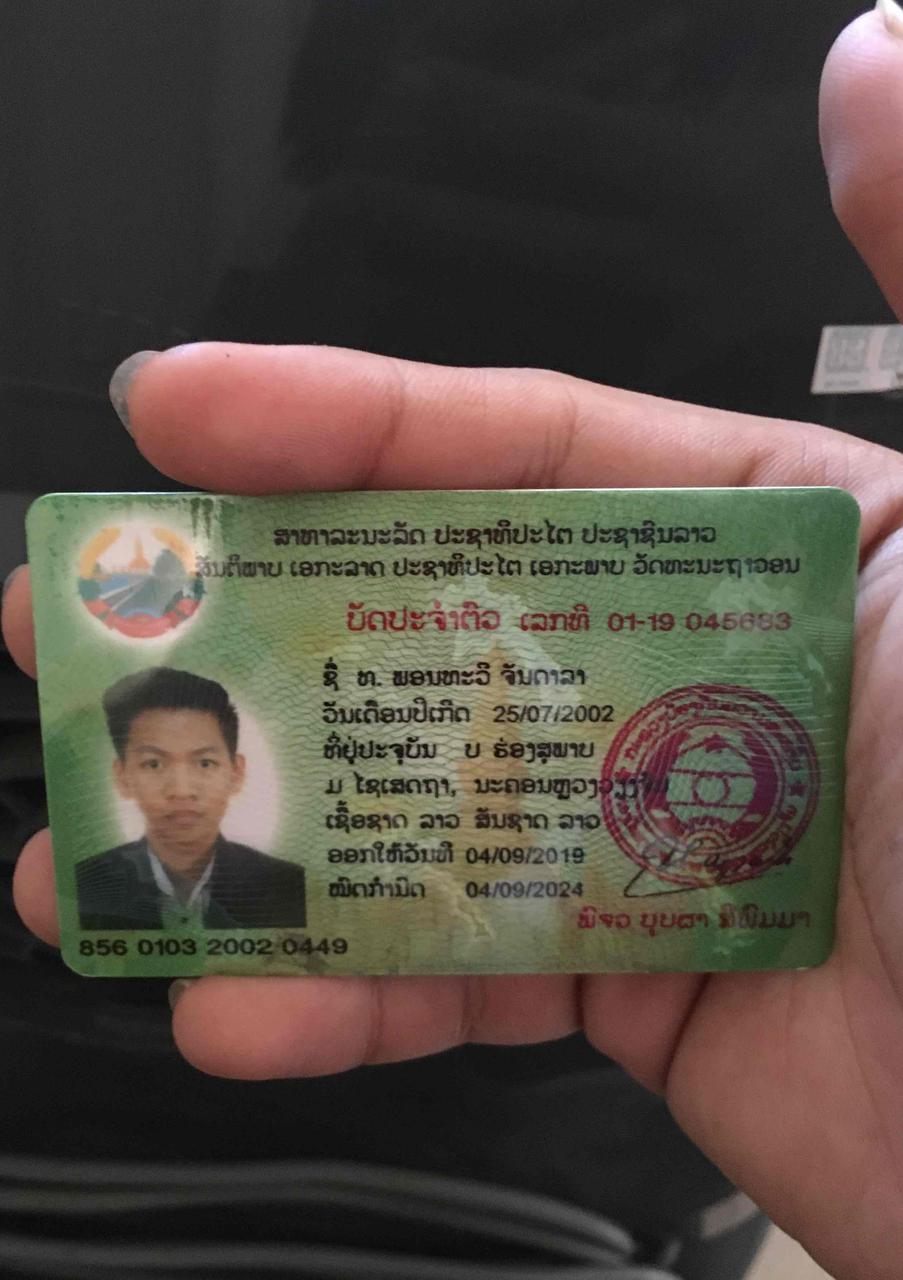 ສາທາລະນະລັດ ປະຊາທິປະໄຕ ປະຊາຊົນລາວ
ສັນຕິພາບ ເອກະລາດ ປະຊາທິປະໄຕ ເອກະພາບ ວັດທະນະຖາວອນ
ບັດປະຈຳຕົວ ເລກທີ 01-19 045683
ຊື່ ທ. ພອນທະວີ ຈັນດາລາ
ວັນເດືອນປີເກີດ 25/07/2002
ທີ່ຢູ່ປະຈຸບັນ ບ ຮ່ອງສຸພາບ
ມ ໄຊເສດຖາ, ນະຄອນຫຼວງວຽງຈັນ
ເຊື້ອຊາດ ລາວ ສັນຊາດ ລາວ
ອອກໃຫ້ວັນທີ 04/09/2019
ໝົດກຳນົດ 04/09/2024
ພົຈວ ບຸບຜາ
856 0103 2002 0449